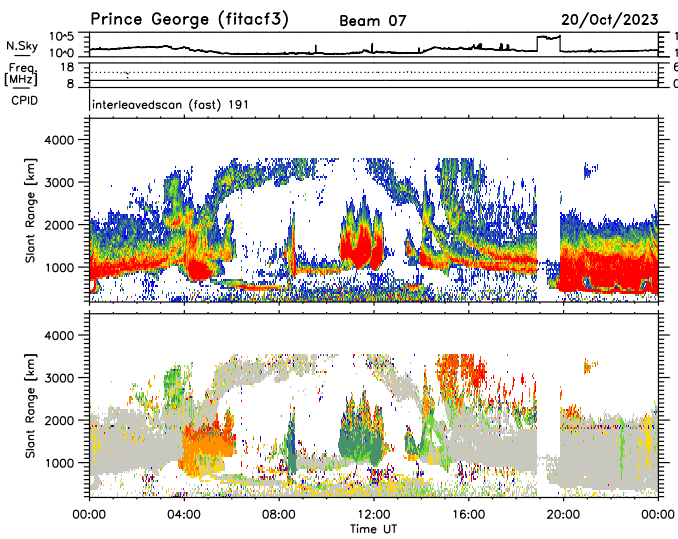 Prince George (fitacf3) Beam 07 20/Oct/2023
N.Sky 10^5 10^0
Freq. [MHz] 18 8
CPID interleavedscan (fast) 191
Slant Range [km] 4000 3000 2000 1000
Slant Range [km] 4000 3000 2000 1000
00:00 04:00 08:00 12:00 16:00 20:00 00:00
Time UT